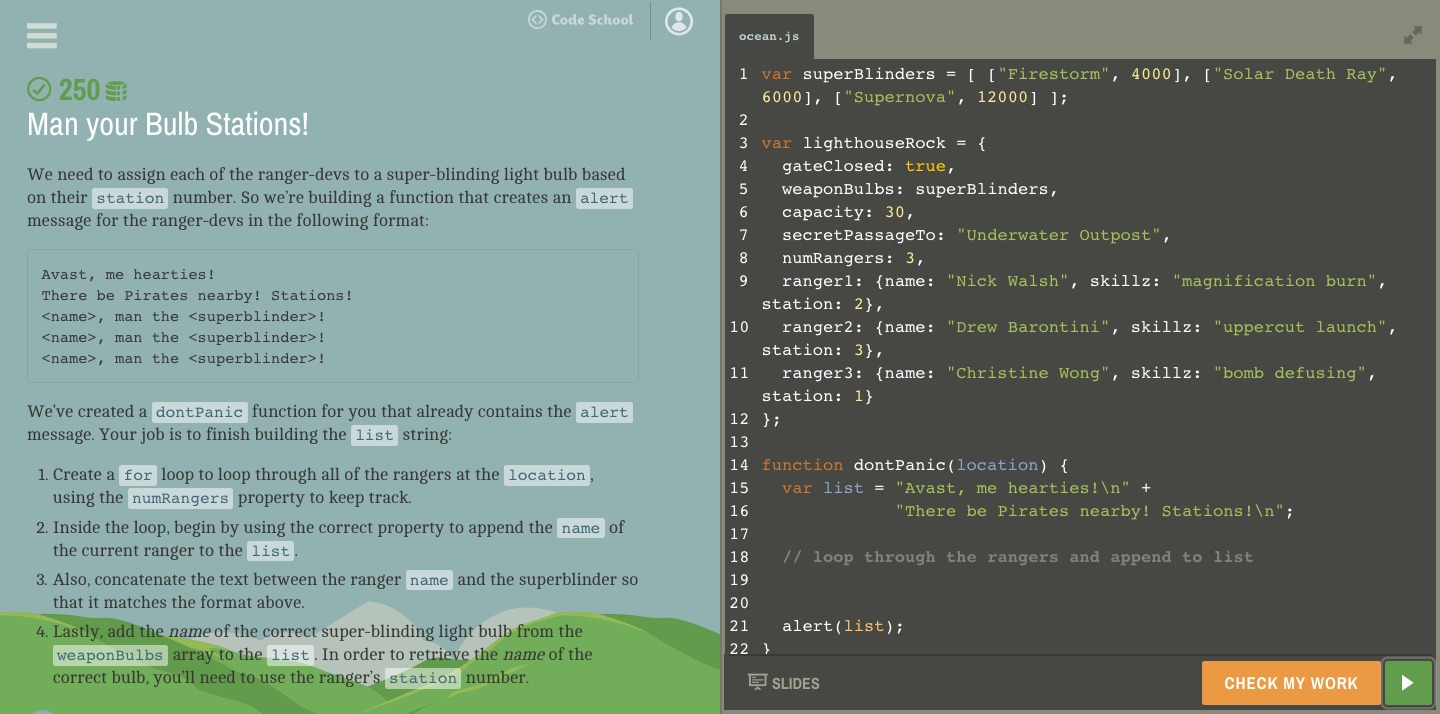 Code School
250
Man your Bulb Stations!
We need to assign each of the ranger-devs to a super-blinding light bulb based
on their station number. So we're building a function that creates an alert
message for the ranger-devs in the following format:
Avast, me hearties!
There be Pirates nearby! Stations!
<name>, man the <superblinder>!
<name>, man the <superblinder>!
<name>, man the <superblinder>!
We've created a dontPanic function for you that already contains the alert
message. Your job is to finish building the list string:
1. Create a for loop to loop through all of the rangers at the location,
using the numRangers property to keep track.
2. Inside the loop, begin by using the correct property to append the name of
the current ranger to the list.
3. Also, concatenate the text between the ranger name and the superblinder so
that it matches the format above.
4. Lastly, add the name of the correct super-blinding light bulb from the
weaponBulbs array to the list. In order to retrieve the name of the
correct bulb, you'll need to use the ranger's station number.
ocean.js
1 var superBlinders = [ ["Firestorm", 4000], ["Solar Death Ray",
6000], ["Supernova", 12000] ];
2
3 var lighthouseRock = {
4   gateClosed: true,
5   weaponBulbs: superBlinders,
6   capacity: 30,
7   secretPassageTo: "Underwater Outpost",
8   numRangers: 3,
9   ranger1: {name: "Nick Walsh", skillz: "magnification burn",
station: 2},
10   ranger2: {name: "Drew Barontini", skillz: "uppercut launch",
station: 3},
11   ranger3: {name: "Christine Wong", skillz: "bomb defusing",
station: 1}
12 };
13
14 function dontPanic(location) {
15   var list = "Avast, me hearties!\n" +
16              "There be Pirates nearby! Stations!\n";
17
18   // loop through the rangers and append to list
19
20
21   alert(list);
22 }
SLIDES
CHECK MY WORK